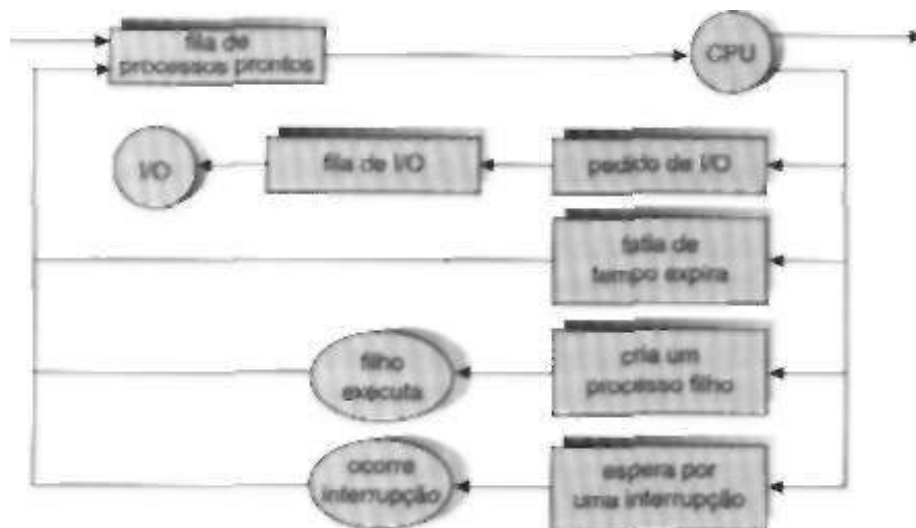 fila de
processos prontos
CPU
I/O
fila de I/O
pedido de I/O
fatia de
tempo expira
filho
executa
cria um
processo filho
ocorre
interrupção
espera por
uma interrupção